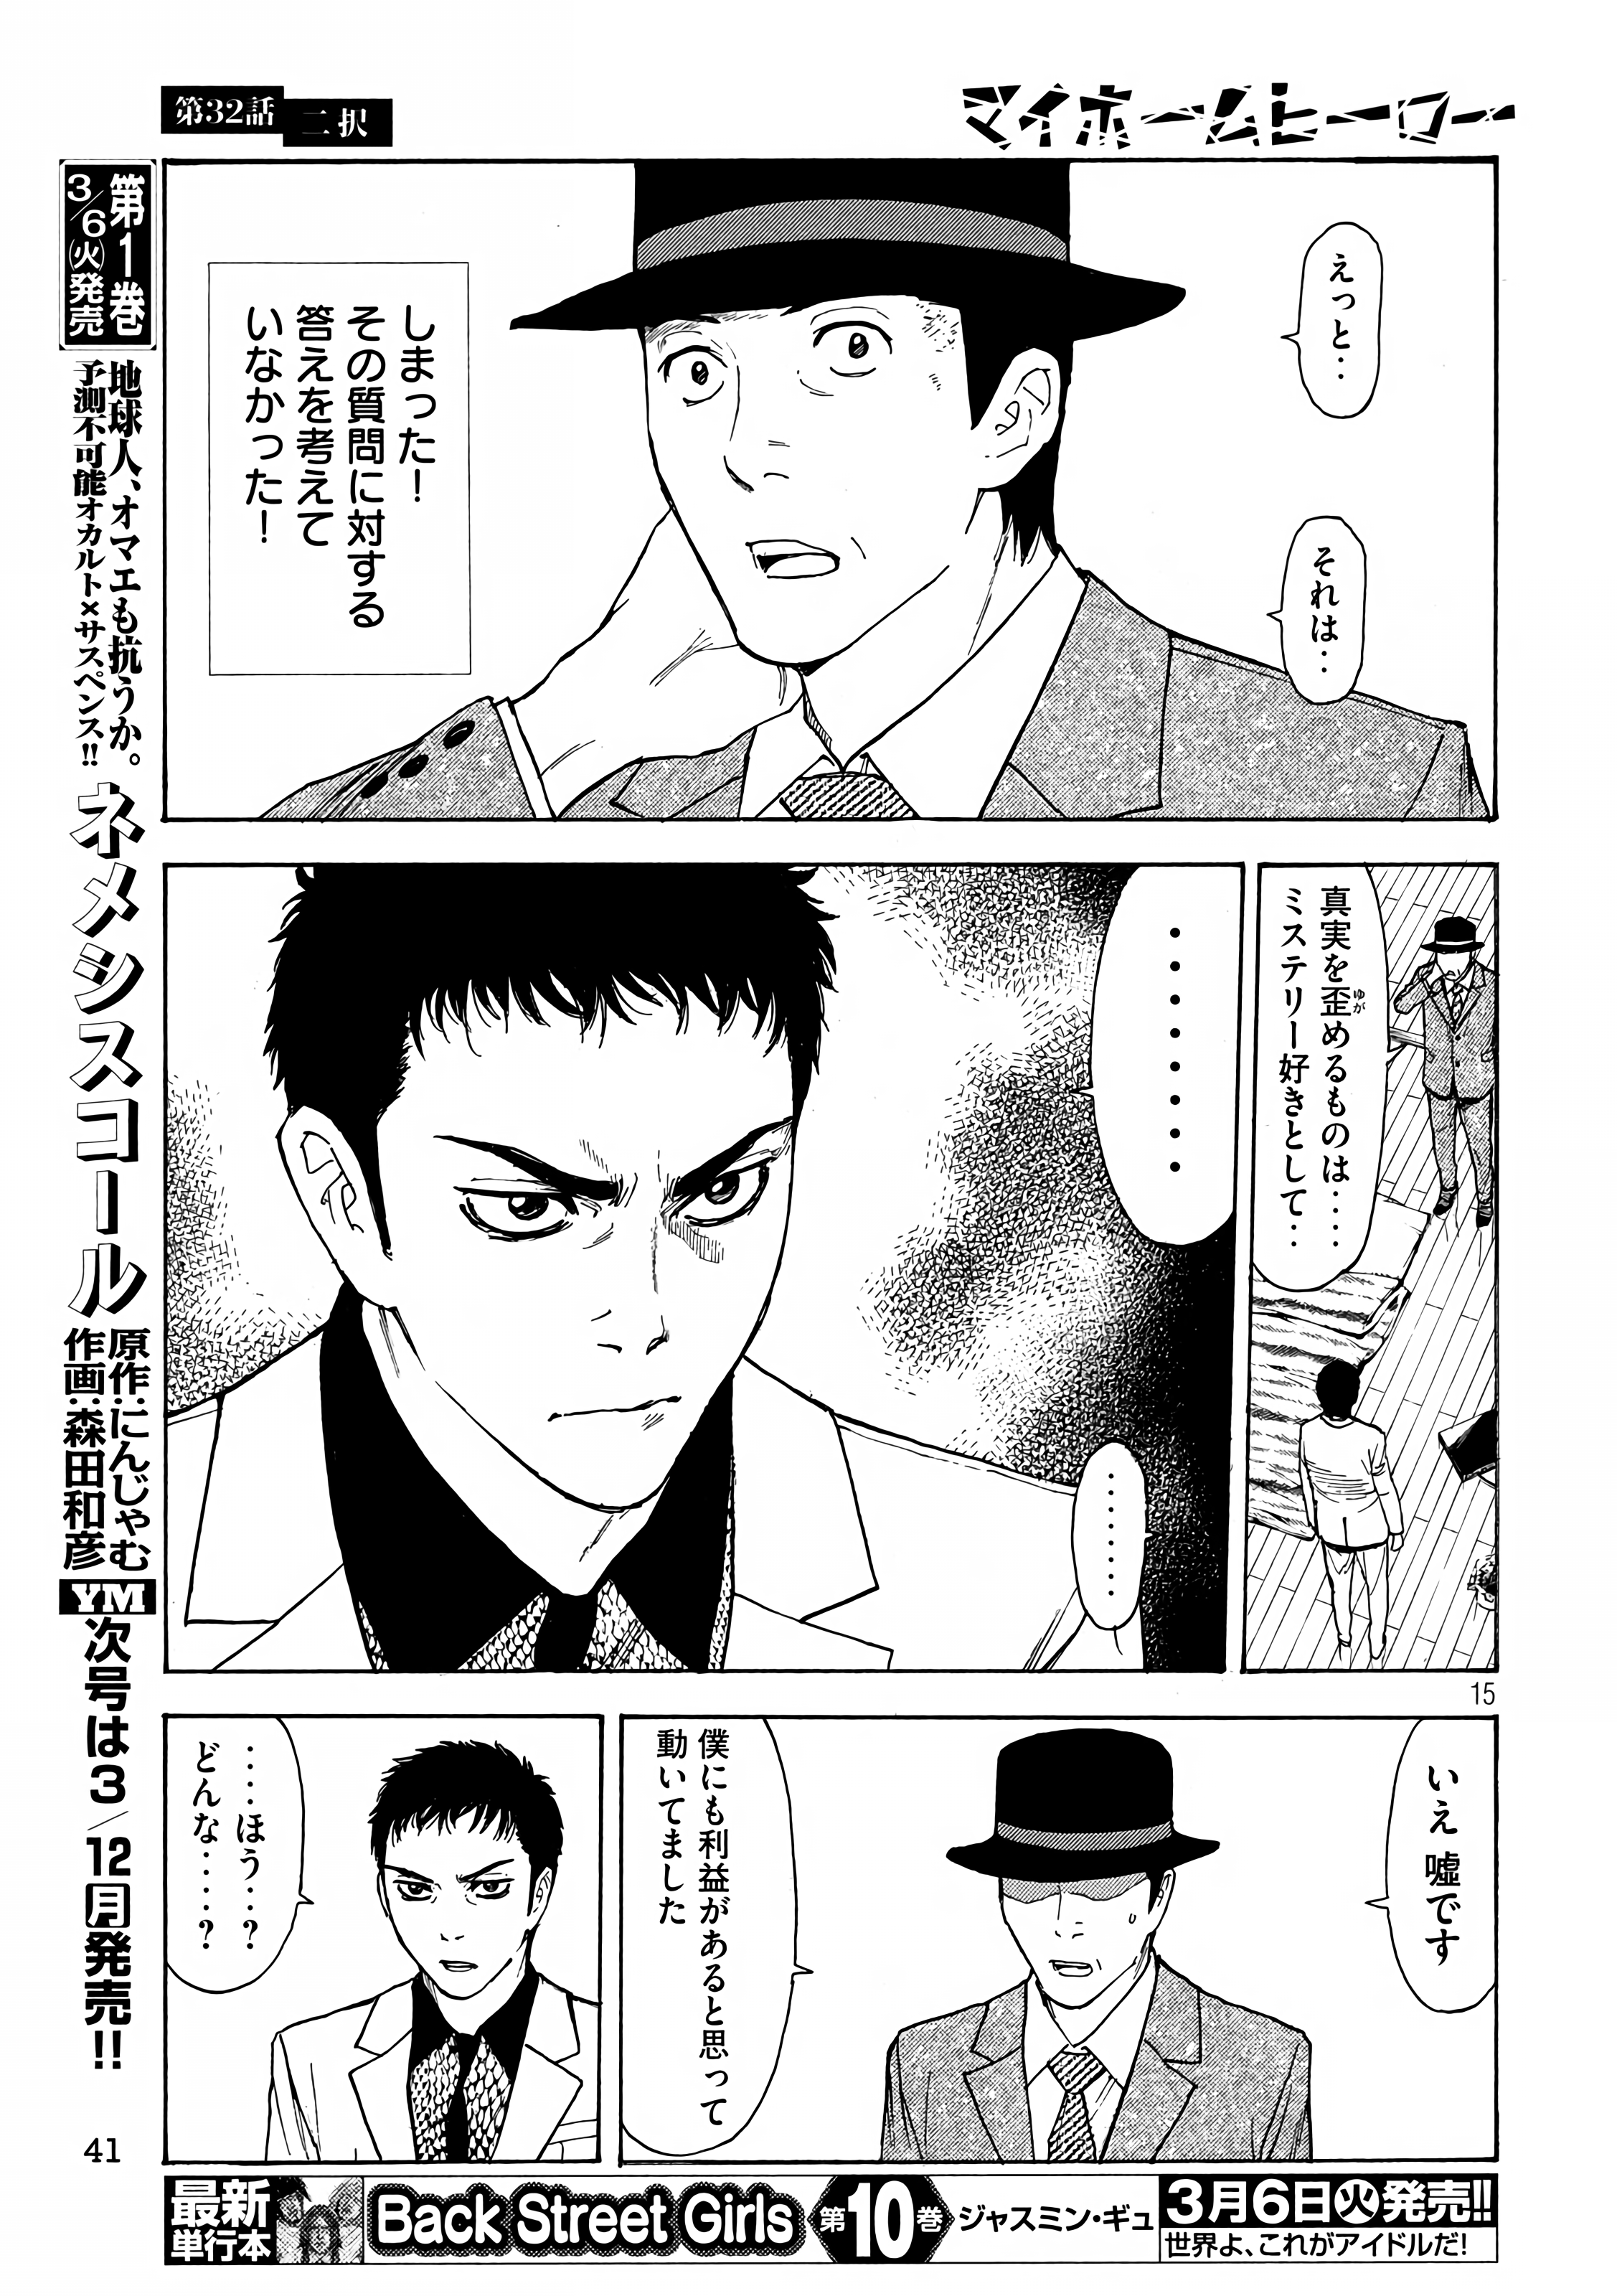 マイホームヒーロー
第32話
二択
えっと‥
それは‥
しまった！
その質問に対する
答えを考えて
いなかった！
真実を歪めるものは‥‥
ゆが
ミステリー好きとして‥
・・・・・・・・
・・・・・・・・
15
いえ 嘘です
僕にも利益があると思って
動いてました
‥‥ほう‥？
どんな‥‥‥？
第1巻
3/6㈫発売
地球人、オマエも抗うか。
予測不可能オカルト×サスペンス!!
ネメシスコール
原作:にんじゃむ
作画:森田和彦
YM
次号は3/12月発売!!
41
最新
単行本
Back Street Girls
第10巻
ジャスミン・ギュ
3月6日火発売!!
世界よ、これがアイドルだ!